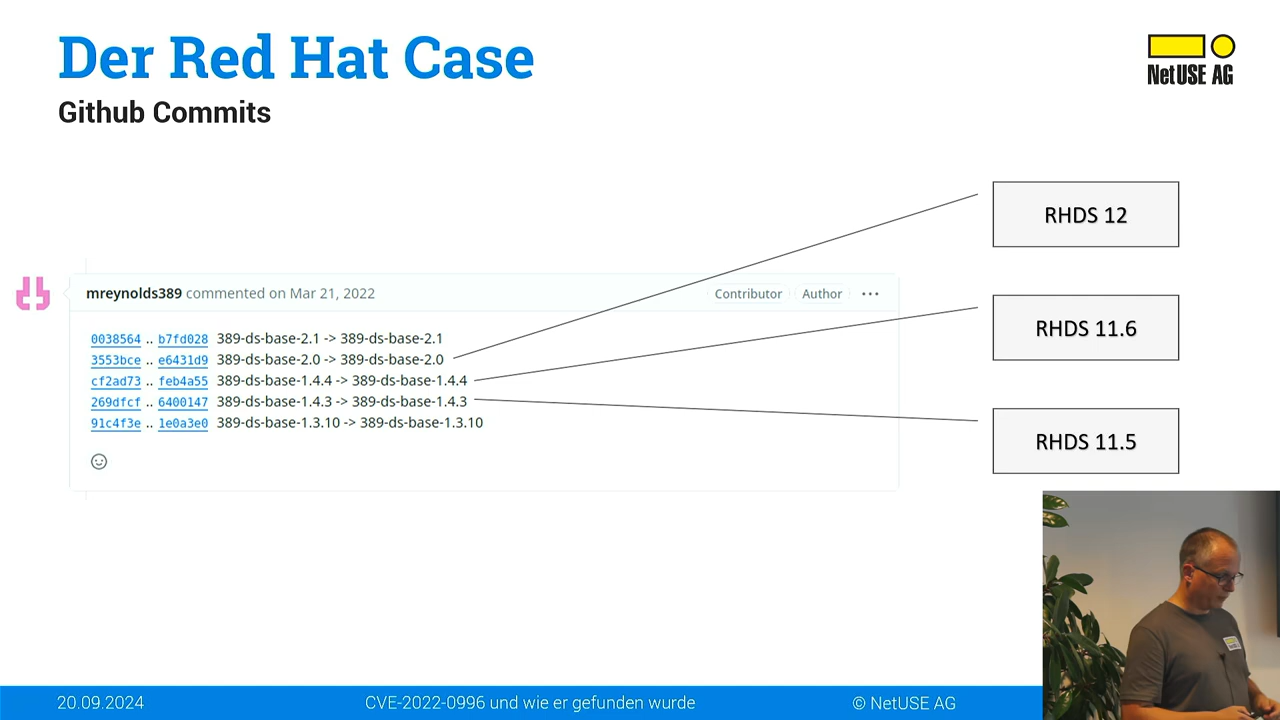 Der Red Hat Case
Github Commits
NetUSE AG
RHDS 12
mreynolds389 commented on Mar 21, 2022
Contributor
Author
0038564 .. b7fd028 389-ds-base-2.1 -> 389-ds-base-2.1
3553bce .. e6431d9 389-ds-base-2.0 -> 389-ds-base-2.0
cf2ad73 .. feb4a55 389-ds-base-1.4.4 -> 389-ds-base-1.4.4
269dfcf .. 6400147 389-ds-base-1.4.3 -> 389-ds-base-1.4.3
91c4f3e .. 1e0a3e0 389-ds-base-1.3.10 -> 389-ds-base-1.3.10
RHDS 11.6
RHDS 11.5
20.09.2024
CVE-2022-0996 und wie er gefunden wurde
© NetUSE AG